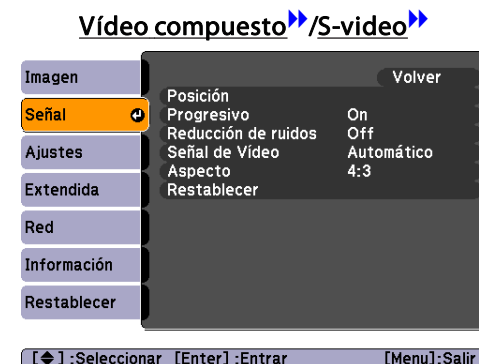 Vídeo compuesto/S-video
Imagen
Señal
Ajustes
Extendida
Red
Información
Restablecer
Volver
Posición
Progresivo On
Reducción de ruidos Off
Señal de Vídeo Automático
Aspecto 4:3
Restablecer
[◆] :Seleccionar [Enter] :Entrar [Menu]:Salir